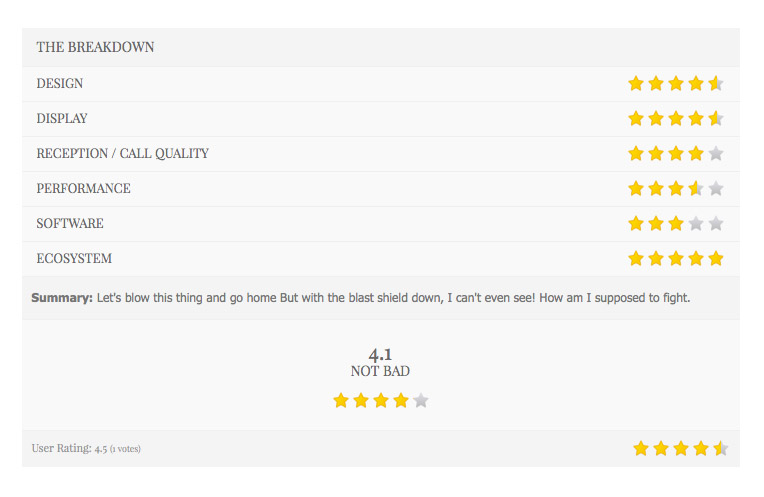 THE BREAKDOWN
DESIGN
DISPLAY
RECEPTION / CALL QUALITY
PERFORMANCE
SOFTWARE
ECOSYSTEM
Summary: Let's blow this thing and go home But with the blast shield down, I can't even see! How am I supposed to fight.
4.1
NOT BAD
User Rating: 4.5 (1 votes)